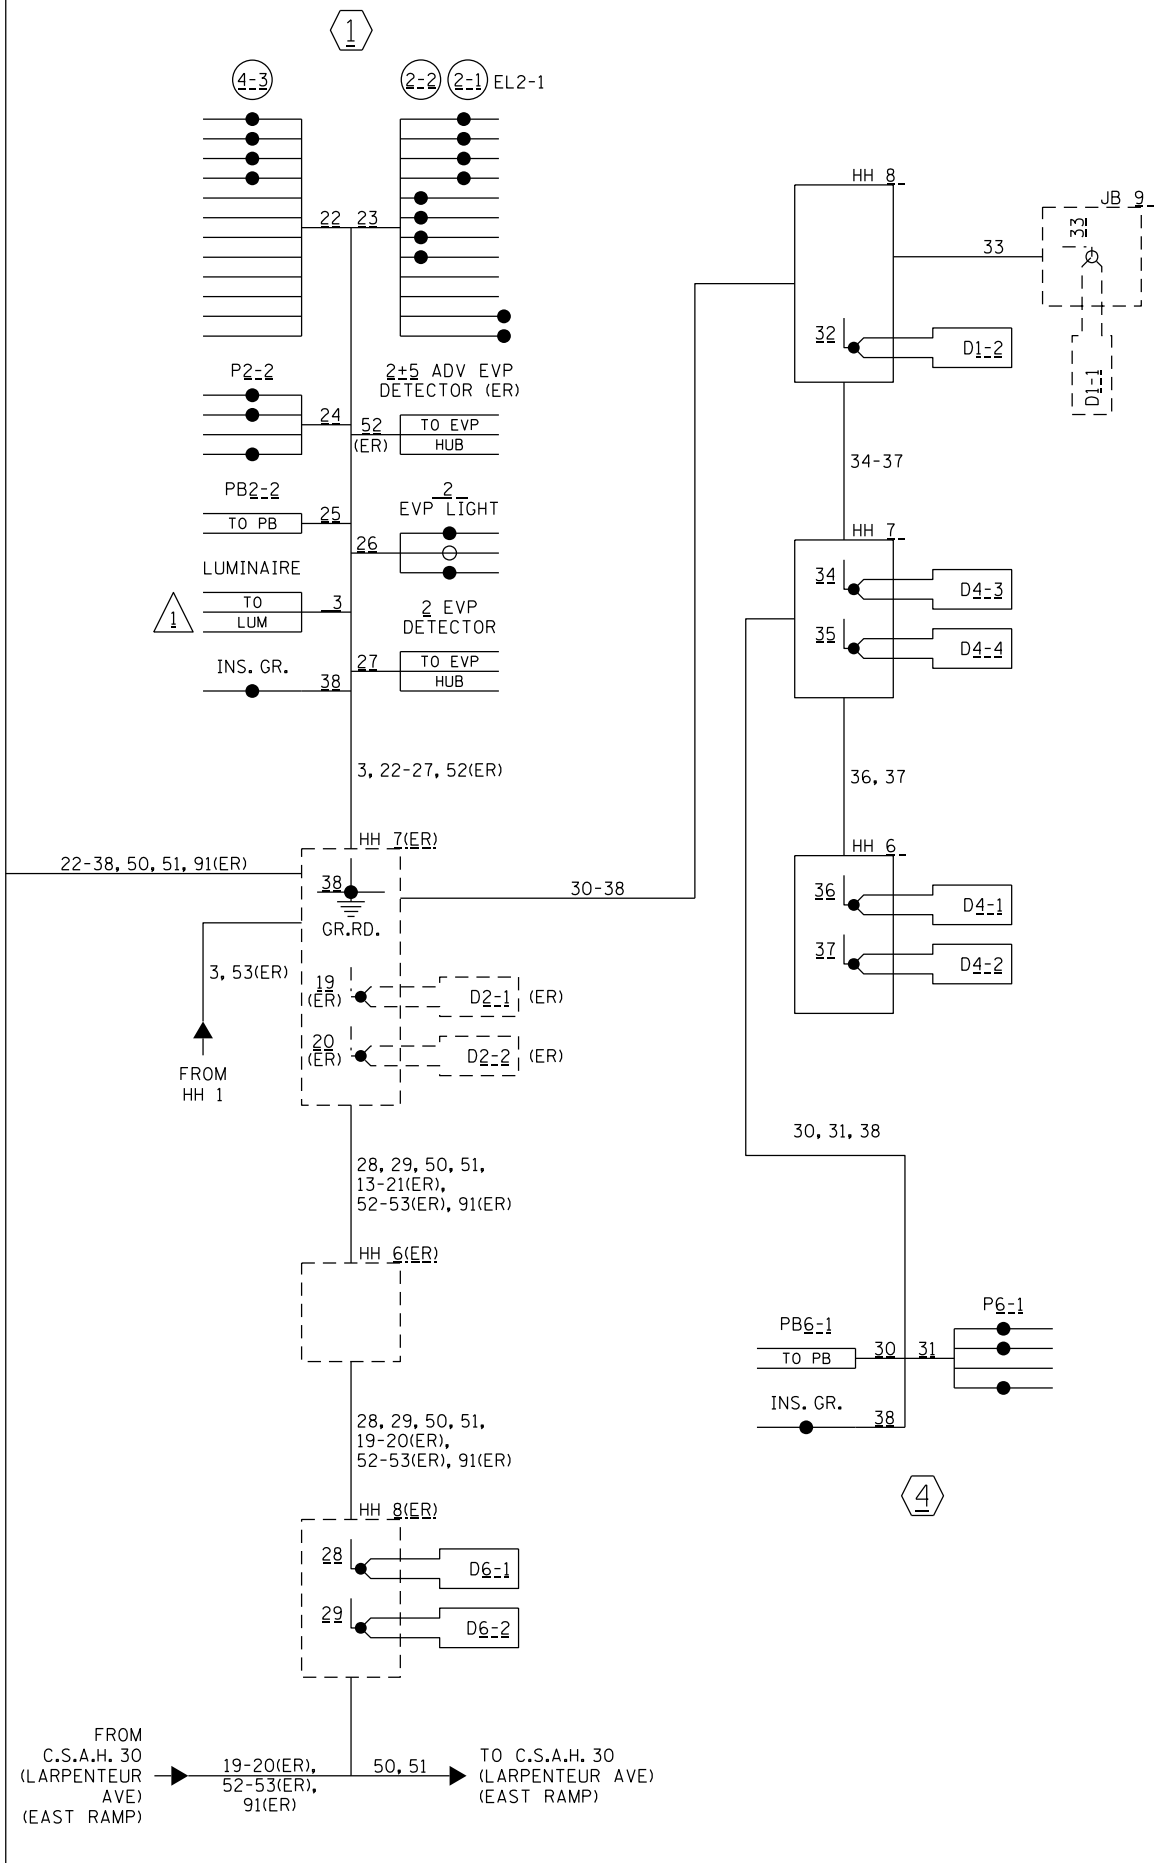 1
4-3
2-2 2-1 EL2-1
22 23
P2-2
24
2+5 ADV EVP
DETECTOR (ER)
52
(ER)
TO EVP
HUB
PB2-2
TO PB
25
2
EVP LIGHT
26
LUMINAIRE
1
TO
LUM
3
2 EVP
DETECTOR
27
TO EVP
HUB
INS. GR.
38
3, 22-27, 52(ER)
HH 7(ER)
22-38, 50, 51, 91(ER)
38
GR.RD.
30-38
3, 53(ER)
FROM
HH 1
19
(ER)
D2-1 (ER)
20
(ER)
D2-2 (ER)
28, 29, 50, 51,
13-21(ER),
52-53(ER), 91(ER)
HH 6(ER)
28, 29, 50, 51,
19-20(ER),
52-53(ER), 91(ER)
HH 8(ER)
28
D6-1
29
D6-2
FROM
C.S.A.H. 30
(LARPENTEUR
AVE)
(EAST RAMP)
19-20(ER),
52-53(ER),
91(ER)
50, 51
TO C.S.A.H. 30
(LARPENTEUR AVE)
(EAST RAMP)
HH 8
JB 9
33
33
D1-1
32
D1-2
34-37
HH 7
34
D4-3
35
D4-4
36, 37
HH 6
36
D4-1
37
D4-2
30, 31, 38
PB6-1
TO PB
30 31
P6-1
INS. GR.
38
4